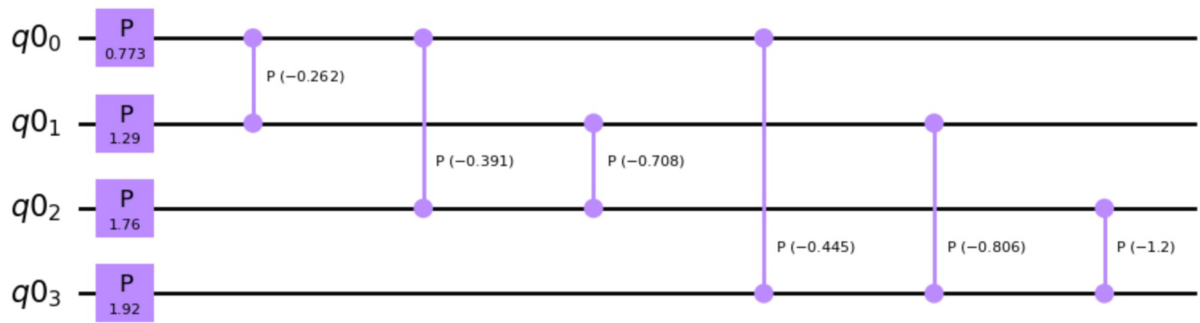 q0₀ P 0.773
P (−0.262)
q0₁ P 1.29
P (−0.391) P (−0.708)
q0₂ P 1.76
P (−0.445) P (−0.806) P (−1.2)
q0₃ P 1.92